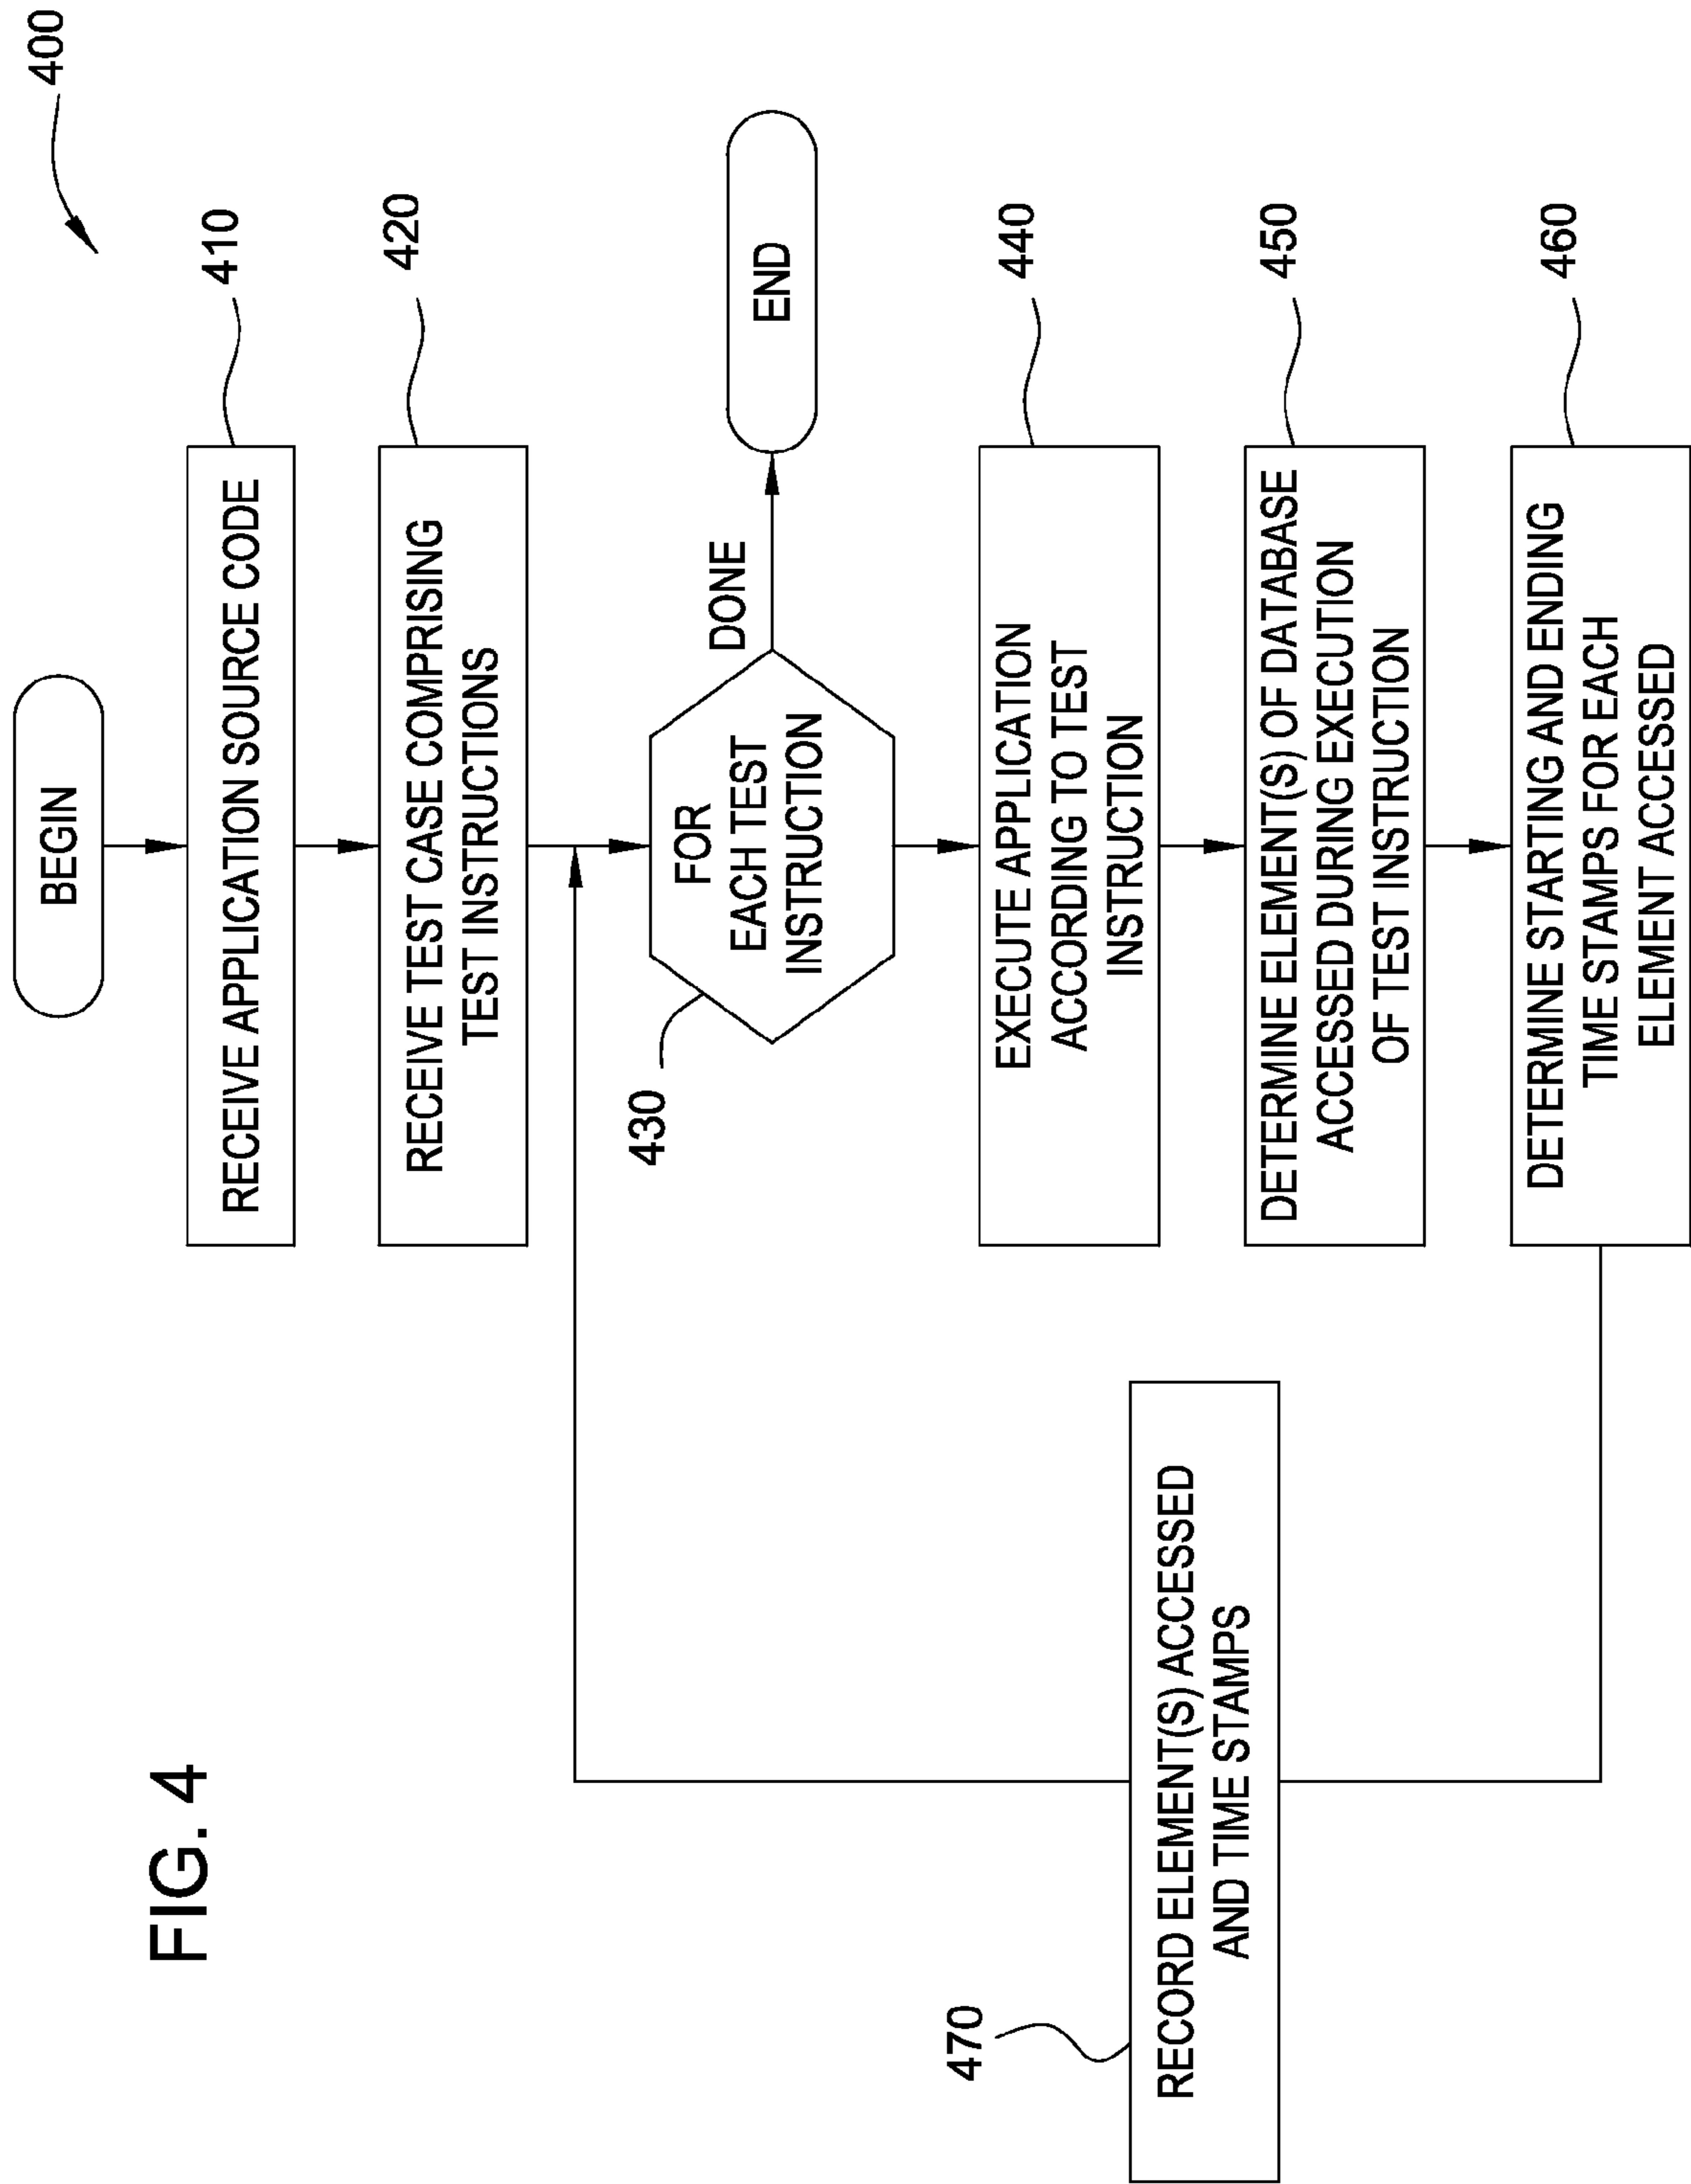 FIG. 4
400
BEGIN
410
RECEIVE APPLICATION SOURCE CODE
420
RECEIVE TEST CASE COMPRISING
TEST INSTRUCTIONS
430
FOR
EACH TEST
INSTRUCTION
DONE
END
440
EXECUTE APPLICATION
ACCORDING TO TEST
INSTRUCTION
450
DETERMINE ELEMENT(S) OF DATABASE
ACCESSED DURING EXECUTION
OF TEST INSTRUCTION
460
DETERMINE STARTING AND ENDING
TIME STAMPS FOR EACH
ELEMENT ACCESSED
470
RECORD ELEMENT(S) ACCESSED
AND TIME STAMPS